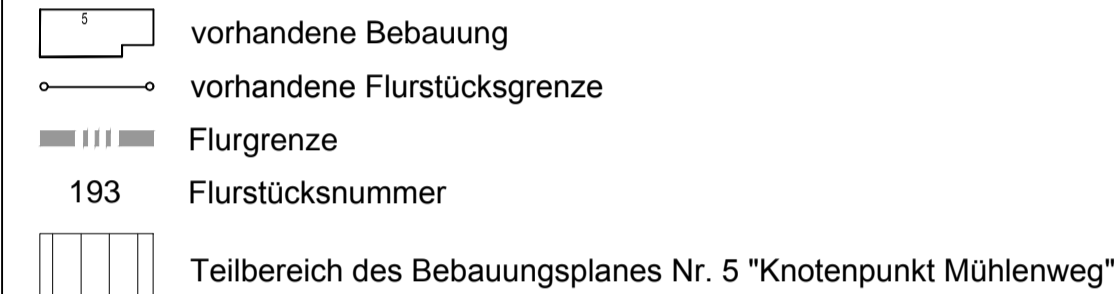 5 vorhandene Bebauung
vorhandene Flurstücksgrenze
Flurgrenze
193 Flurstücksnummer
Teilbereich des Bebauungsplanes Nr. 5 "Knotenpunkt Mühlenweg"